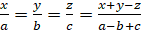 x/a = y/b = z/c = (x+y−z)/(a−b+c)